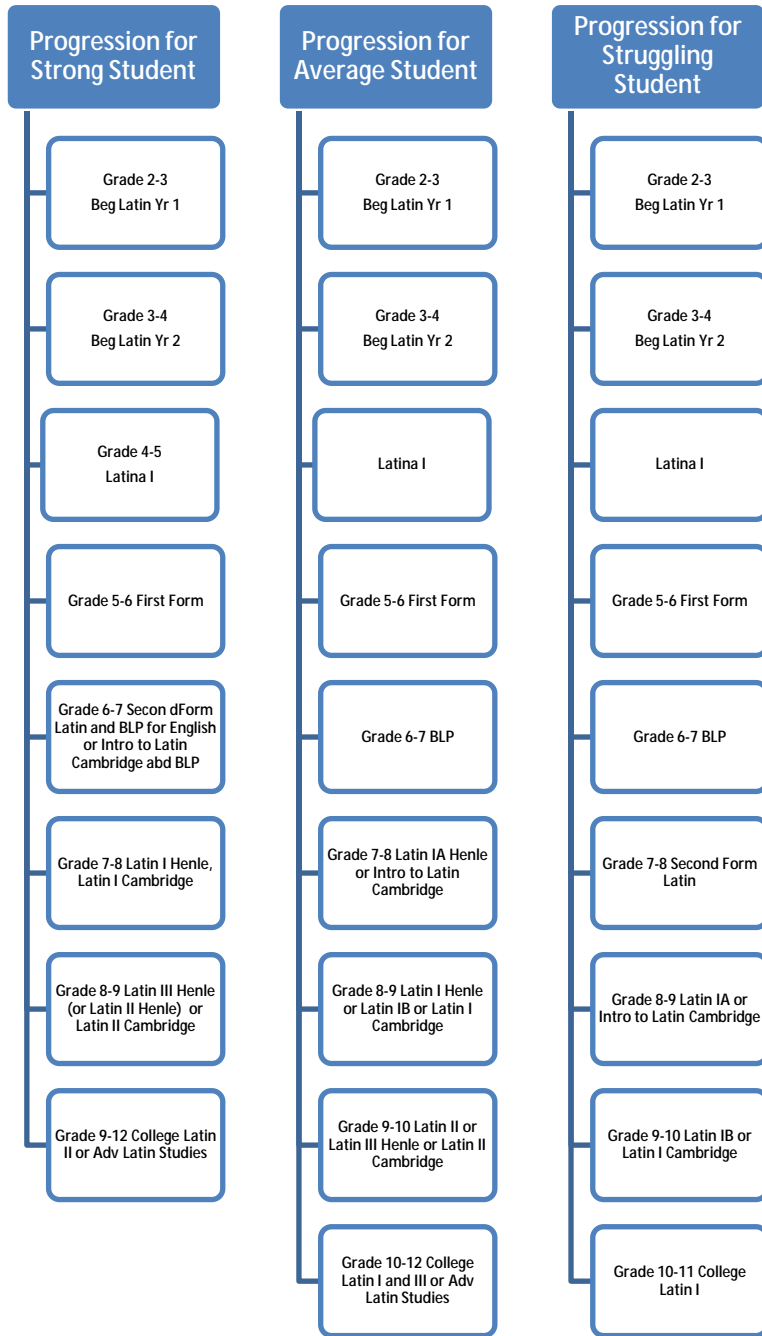 Progression for
Strong Student
Grade 2-3
Beg Latin Yr 1
Grade 3-4
Beg Latin Yr 2
Grade 4-5
Latina I
Grade 5-6 First Form
Grade 6-7 Secon dForm
Latin and BLP for English
or Intro to Latin
Cambridge abd BLP
Grade 7-8 Latin I Henle,
Latin I Cambridge
Grade 8-9 Latin III Henle
(or Latin II Henle) or
Latin II Cambridge
Grade 9-12 College Latin
II or Adv Latin Studies
Progression for
Average Student
Grade 2-3
Beg Latin Yr 1
Grade 3-4
Beg Latin Yr 2
Latina I
Grade 5-6 First Form
Grade 6-7 BLP
Grade 7-8 Latin IA Henle
or Intro to Latin
Cambridge
Grade 8-9 Latin I Henle
or Latin IB or Latin I
Cambridge
Grade 9-10 Latin II or
Latin III Henle or Latin II
Cambridge
Grade 10-12 College
Latin I and III or Adv
Latin Studies
Progression for
Struggling
Student
Grade 2-3
Beg Latin Yr 1
Grade 3-4
Beg Latin Yr 2
Latina I
Grade 5-6 First Form
Grade 6-7 BLP
Grade 7-8 Second Form
Latin
Grade 8-9 Latin IA or
Intro to Latin Cambridge
Grade 9-10 Latin IB or
Latin I Cambridge
Grade 10-11 College
Latin I